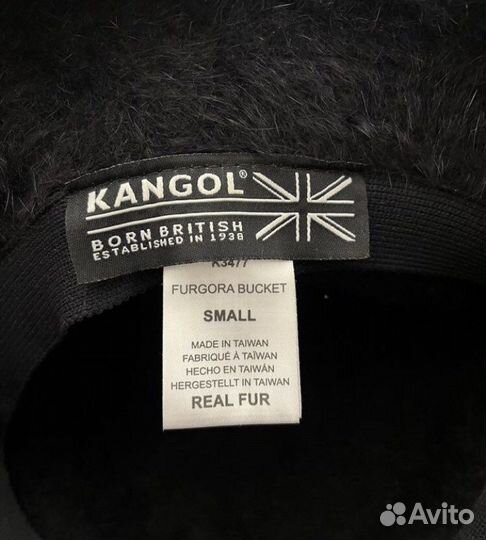 KANGOL®
BORN BRITISH
ESTABLISHED IN 1938
K3477
FURGORA BUCKET
SMALL
MADE IN TAIWAN
FABRIQUÉ À TAÏWAN
HECHO EN TAIWÁN
HERGESTELLT IN TAIWAN
REAL FUR
Avito